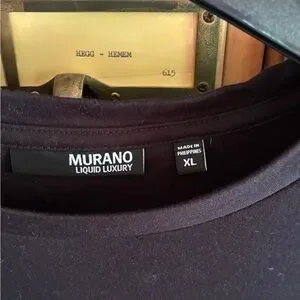 HEGG - HEMEM
615
MURANO
LIQUID LUXURY
MADE IN
PHILIPPINES
XL